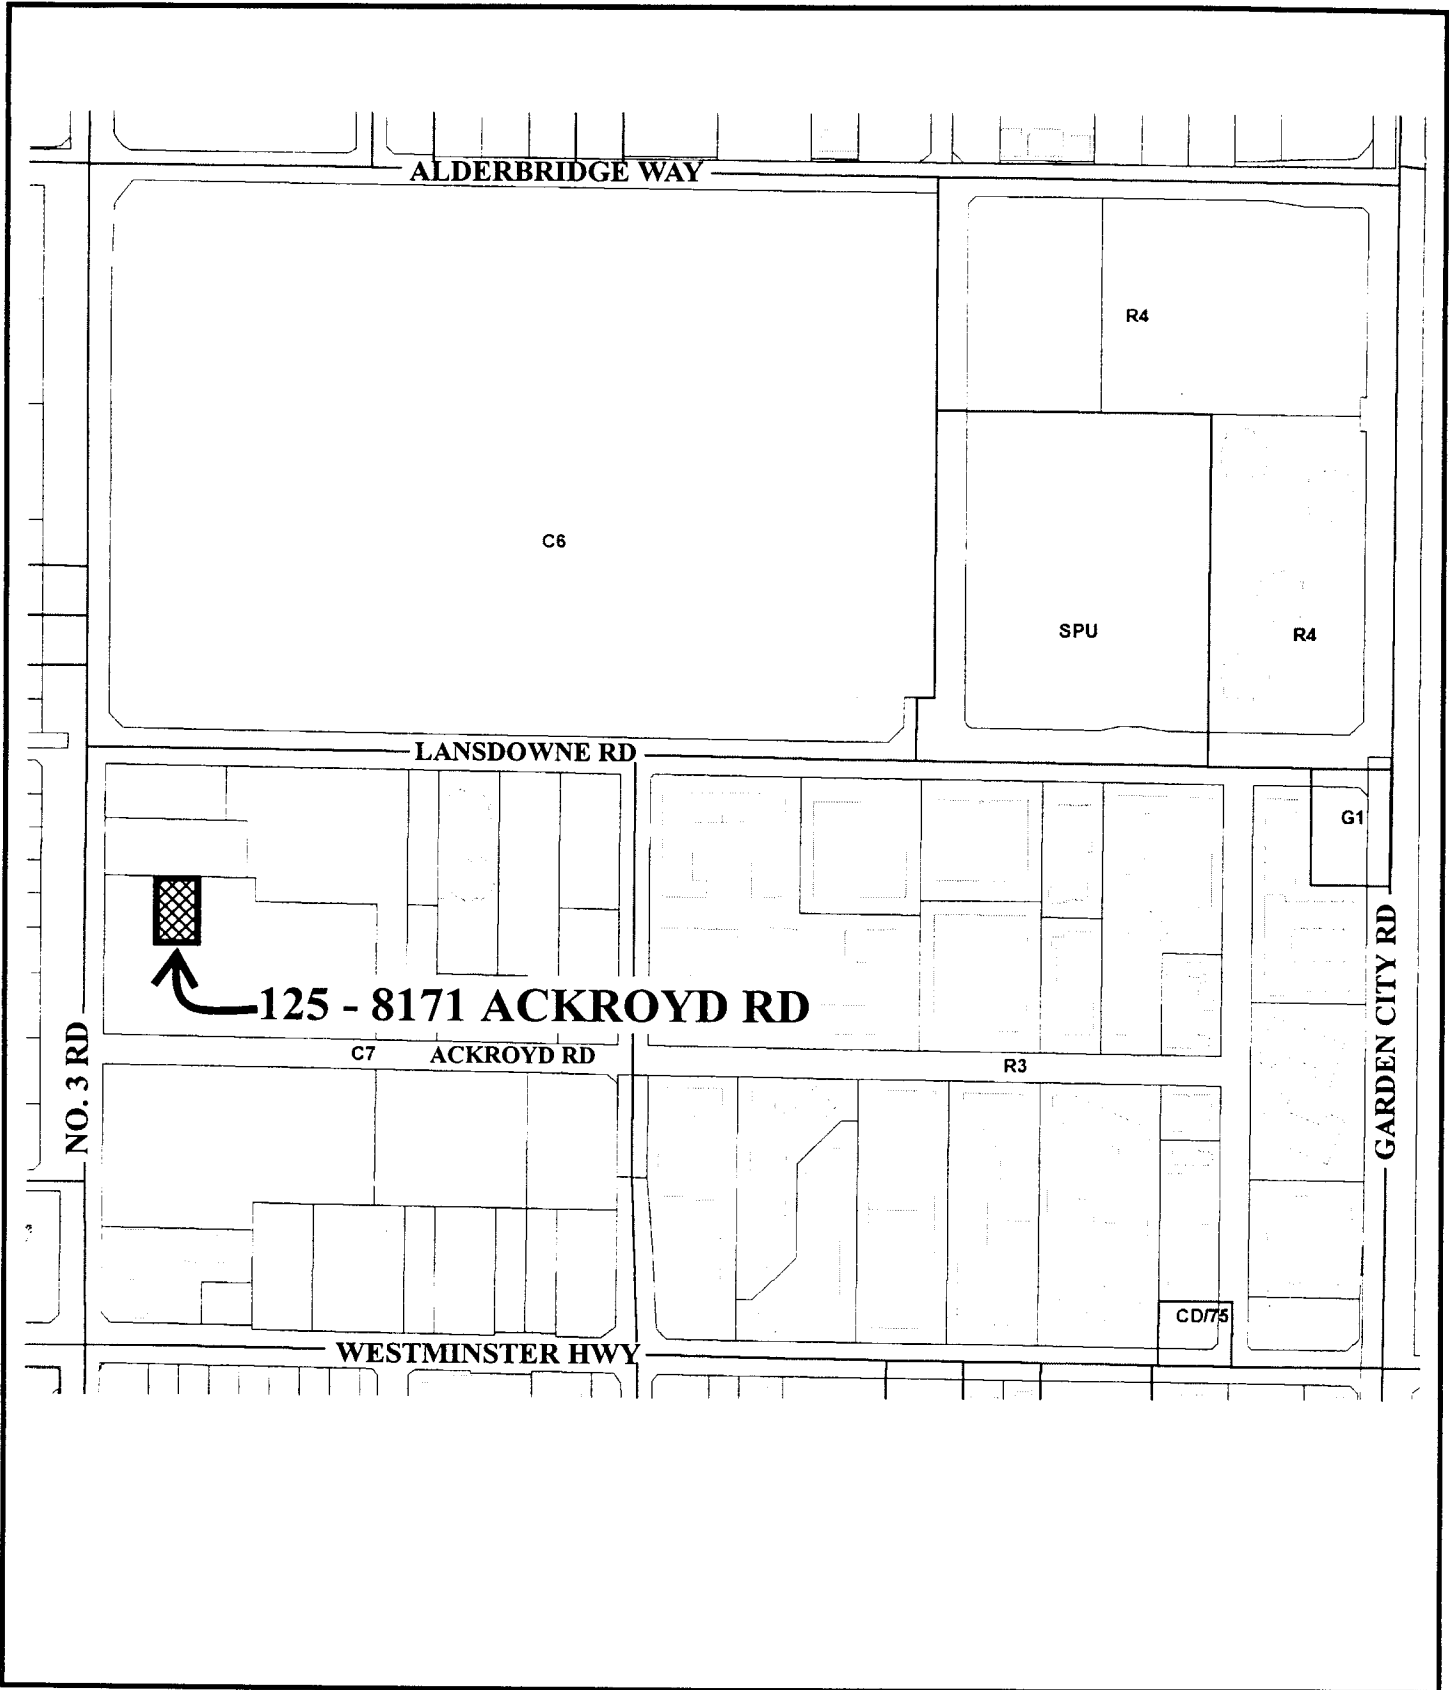 ALDERBRIDGE WAY
R4
C6
SPU
R4
LANSDOWNE RD
G1
125 - 8171 ACKROYD RD
C7
ACKROYD RD
R3
NO. 3 RD
GARDEN CITY RD
CD/75
WESTMINSTER HWY